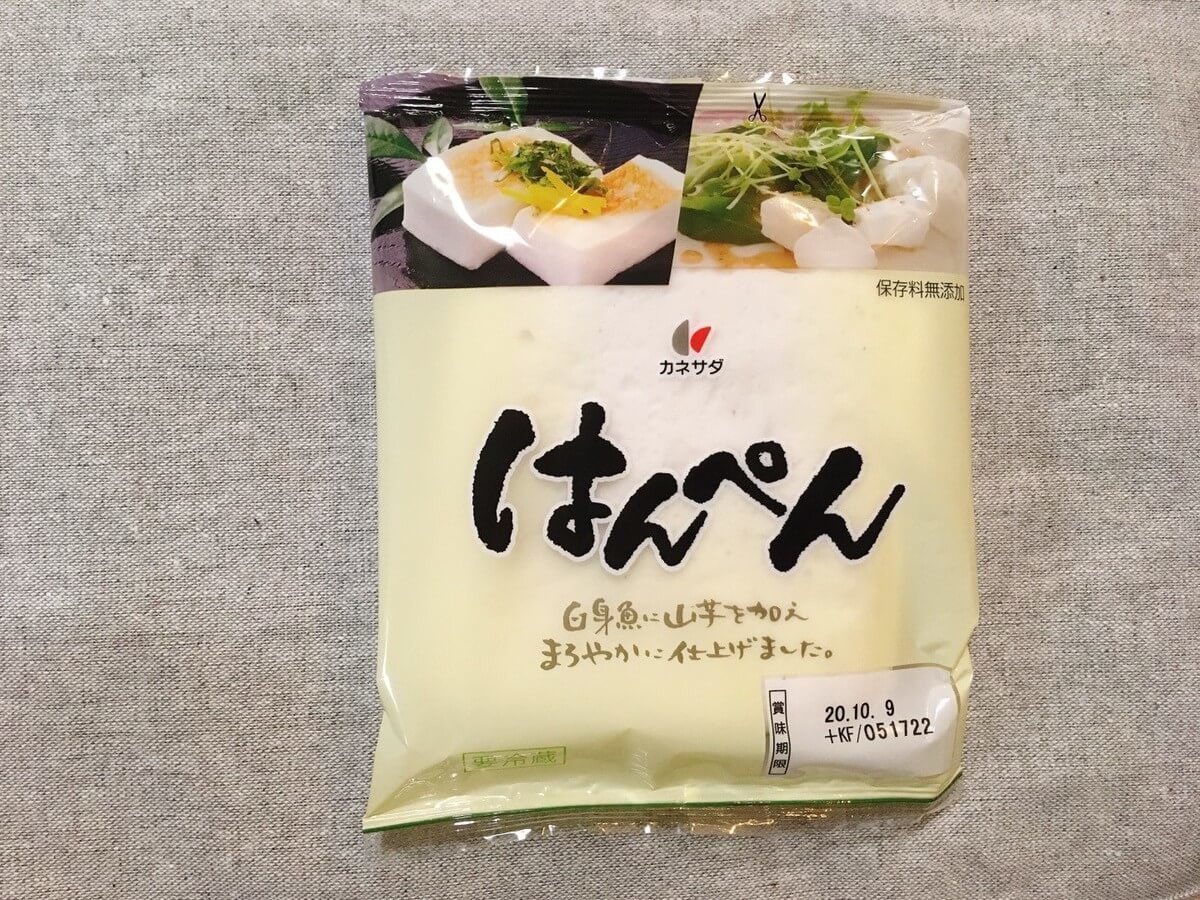 保存料無添加
カネサダ
はんぺん
白身魚に山芋を加え
まろやかに仕上げました。
賞味期限
20.10. 9
+KF/051722
要冷蔵